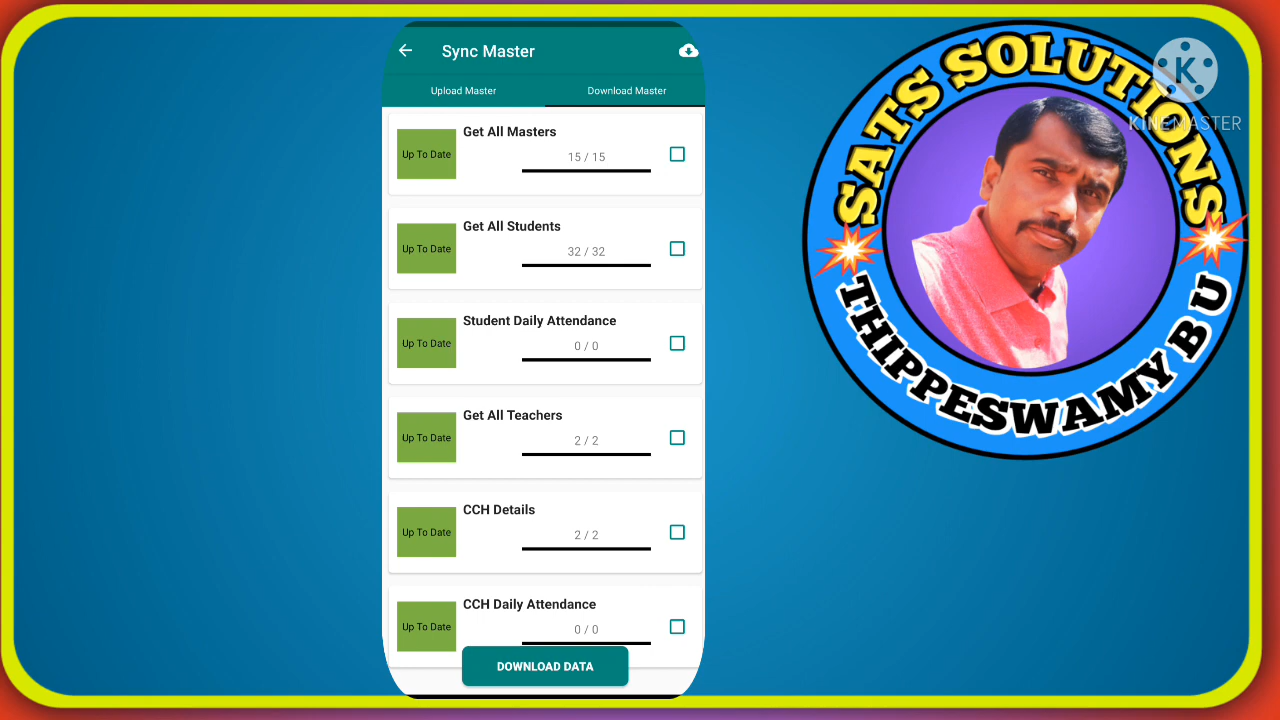 Sync Master
Upload Master
Download Master
Get All Masters
Up To Date
15 / 15
Get All Students
Up To Date
32 / 32
Student Daily Attendance
Up To Date
0 / 0
Get All Teachers
Up To Date
2 / 2
CCH Details
Up To Date
2 / 2
CCH Daily Attendance
Up To Date
0 / 0
DOWNLOAD DATA
SATS SOLUTIONS
THIPPESWAMY B U
K
KINEMASTER